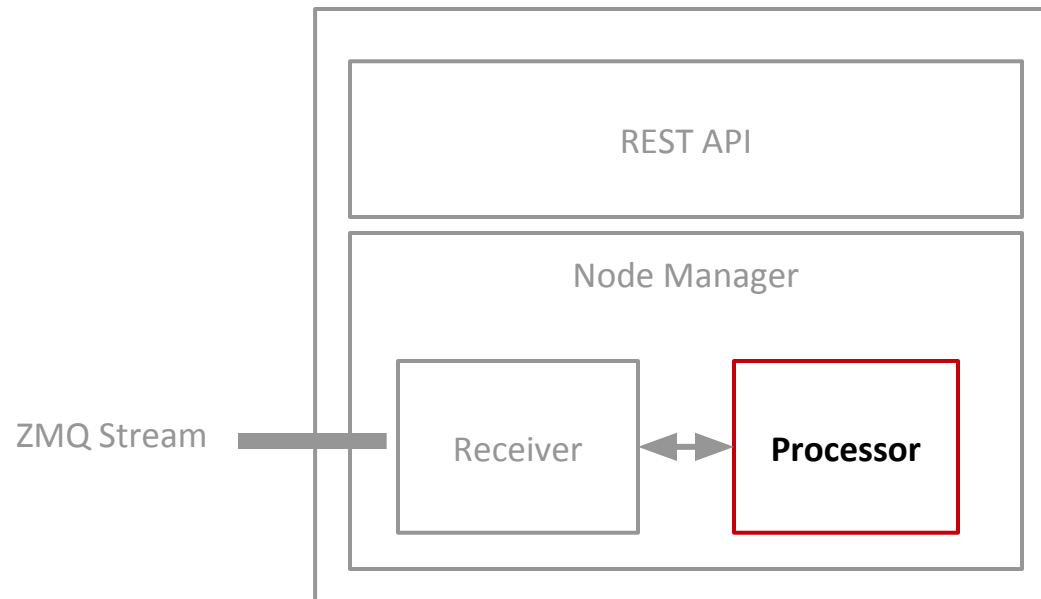 REST API
Node Manager
ZMQ Stream
Receiver
Processor